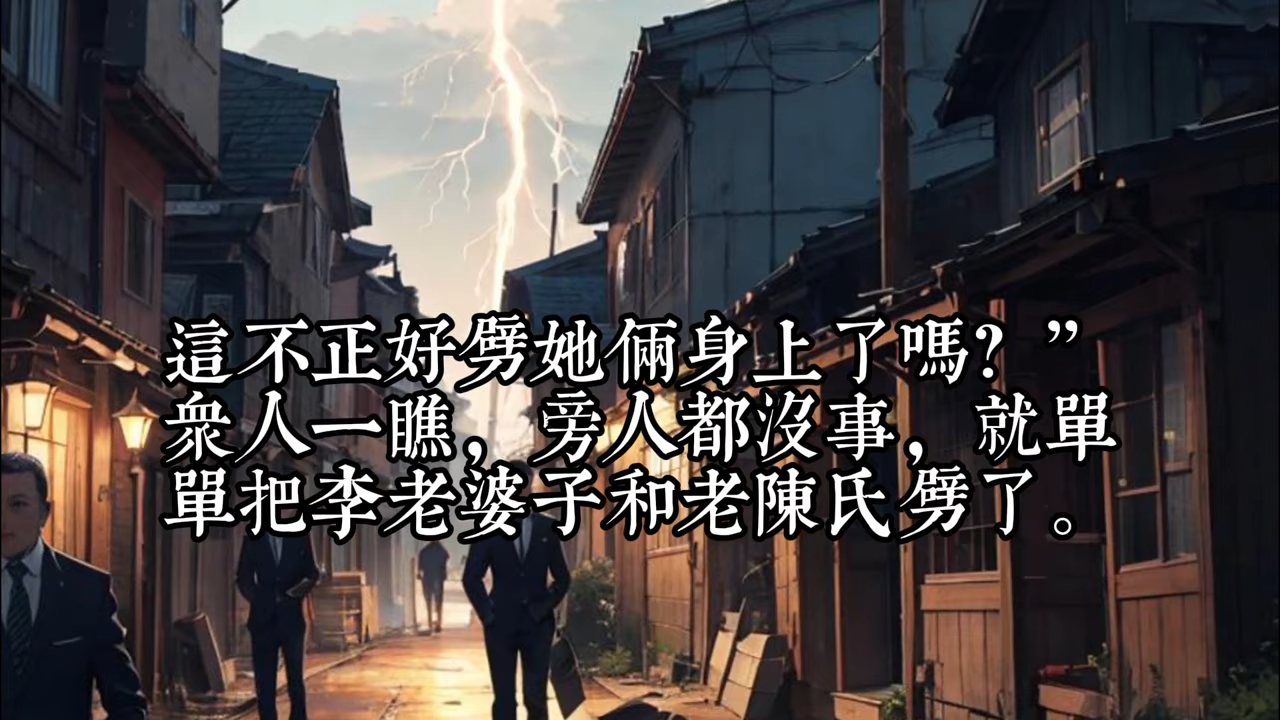 這不正好劈她倆身上了嗎？”
衆人一瞧，旁人都沒事，就單
單把李老婆子和老陳氏劈了。